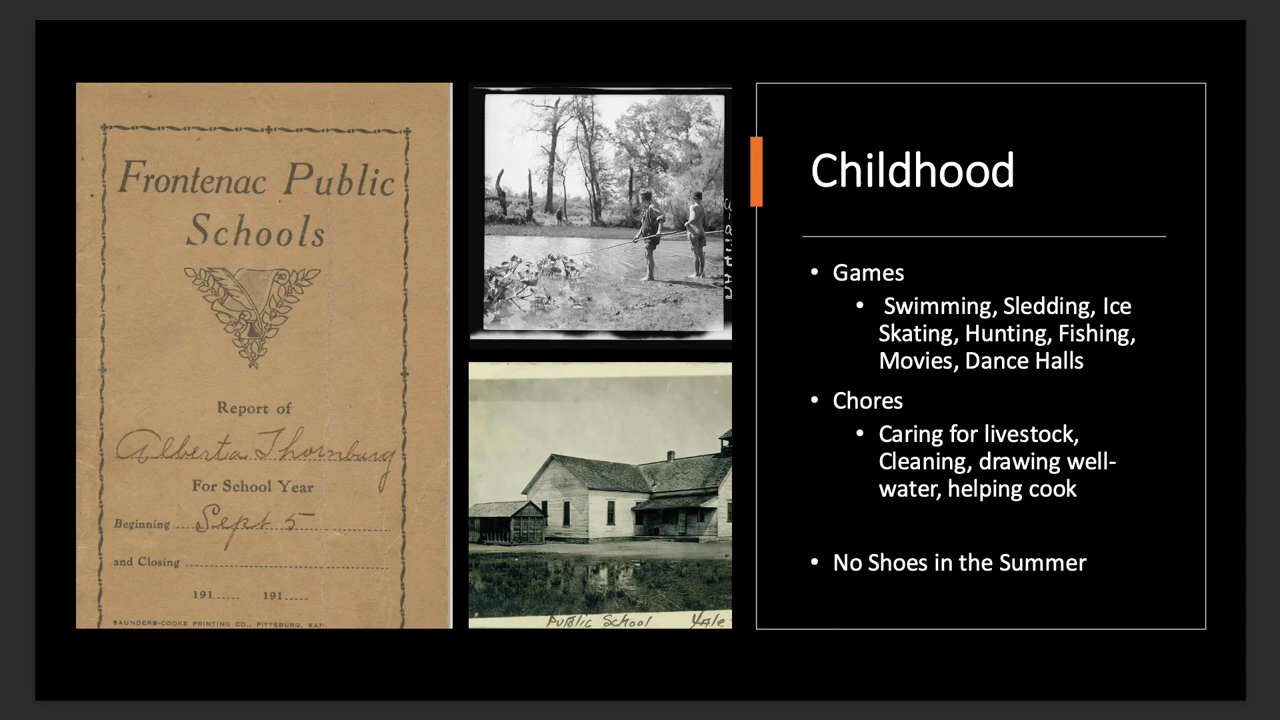 Frontenac Public
Schools
Report of
Alberta Thornburg
For School Year
Beginning Sept 5
and Closing
191 191
SAUNDERS-COOKE PRINTING CO., PITTSBURG, KAN.
Public School Yale
Childhood
• Games
• Swimming, Sledding, Ice
Skating, Hunting, Fishing,
Movies, Dance Halls
• Chores
• Caring for livestock,
Cleaning, drawing well-
water, helping cook
• No Shoes in the Summer